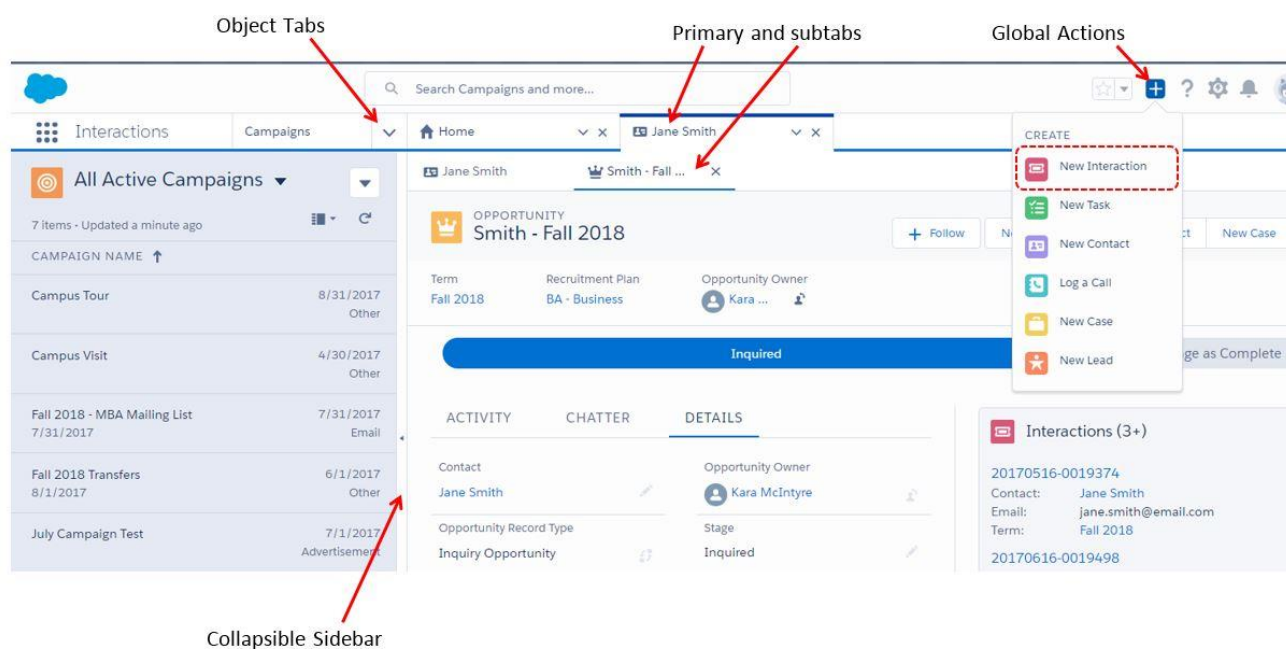 Object Tabs
Primary and subtabs
Global Actions
Search Campaigns and more...
Interactions
Campaigns
Home
Jane Smith
All Active Campaigns
7 items - Updated a minute ago
CAMPAIGN NAME
Campus Tour 8/31/2017
Other
Campus Visit 4/30/2017
Other
Fall 2018 - MBA Mailing List 7/31/2017
7/31/2017 Email
Fall 2018 Transfers 6/1/2017
8/1/2017 Other
July Campaign Test 7/1/2017
Advertisement
Jane Smith
Smith - Fall ...
OPPORTUNITY
Smith - Fall 2018
Follow
New Case
Term Recruitment Plan Opportunity Owner
Fall 2018 BA - Business Kara ...
Inquired
ge as Complete
ACTIVITY CHATTER DETAILS
Contact Opportunity Owner
Jane Smith Kara McIntyre
Opportunity Record Type Stage
Inquiry Opportunity Inquired
CREATE
New Interaction
New Task
New Contact
Log a Call
New Case
New Lead
Interactions (3+)
20170516-0019374
Contact: Jane Smith
Email: jane.smith@email.com
Term: Fall 2018
20170616-0019498
Collapsible Sidebar